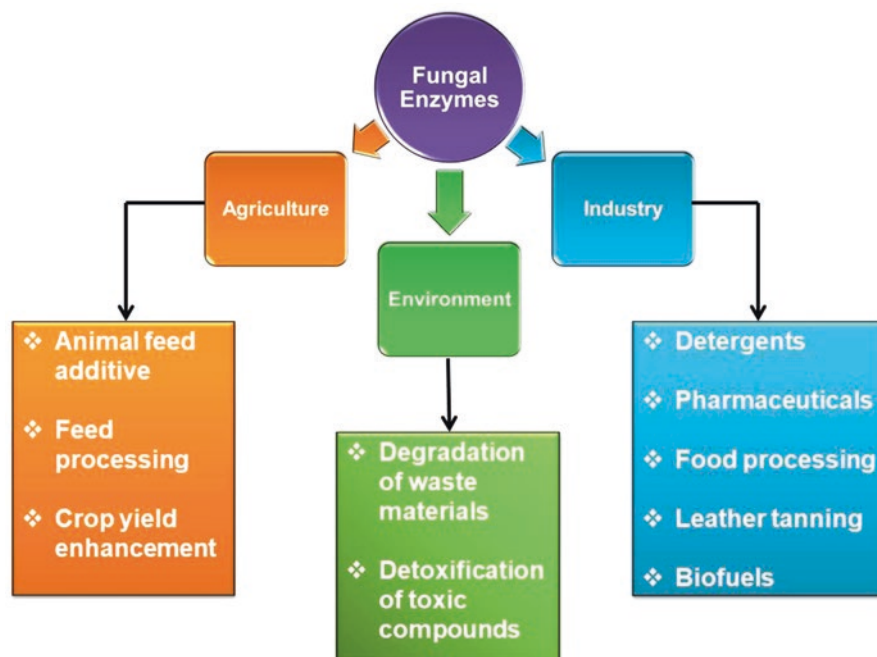 Fungal
Enzymes
Agriculture
Industry
Environment
❖ Animal feed
additive
❖ Feed
processing
❖ Crop yield
enhancement
❖ Degradation
of waste
materials
❖ Detoxification
of toxic
compounds
❖ Detergents
❖ Pharmaceuticals
❖ Food processing
❖ Leather tanning
❖ Biofuels